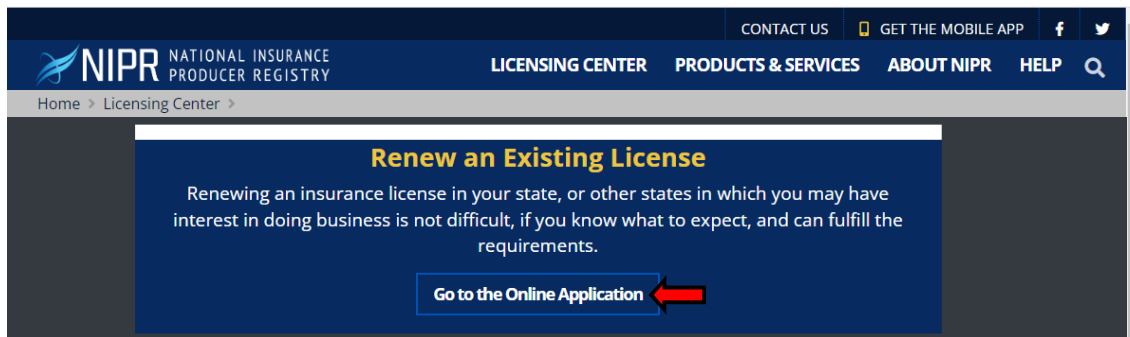 CONTACT US GET THE MOBILE APP
NIPR NATIONAL INSURANCE
PRODUCER REGISTRY
LICENSING CENTER PRODUCTS & SERVICES ABOUT NIPR HELP
Home > Licensing Center >
Renew an Existing License
Renewing an insurance license in your state, or other states in which you may have
interest in doing business is not difficult, if you know what to expect, and can fulfill the
requirements.
Go to the Online Application